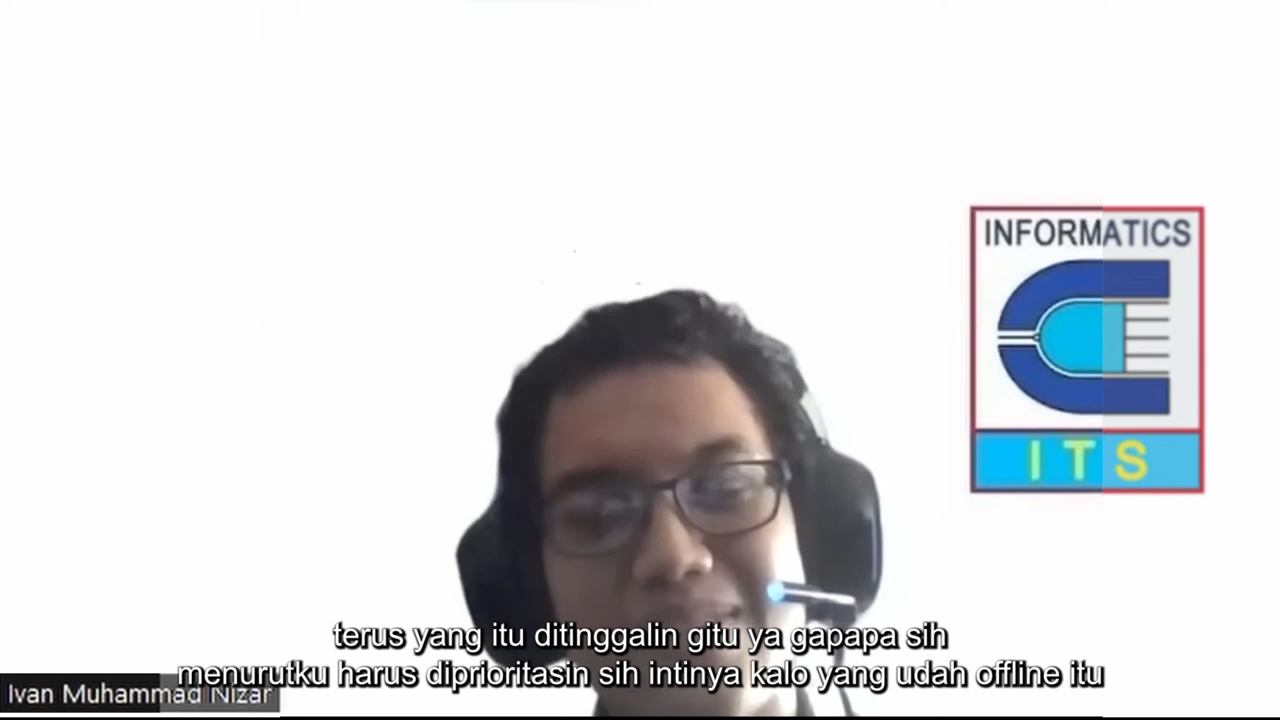 INFORMATICS
I T S
terus yang itu ditinggalin gitu ya gapapa sih
menurutku harus diprioritasin sih intinya kalo yang udah offline itu
Ivan Muhammad Nizar